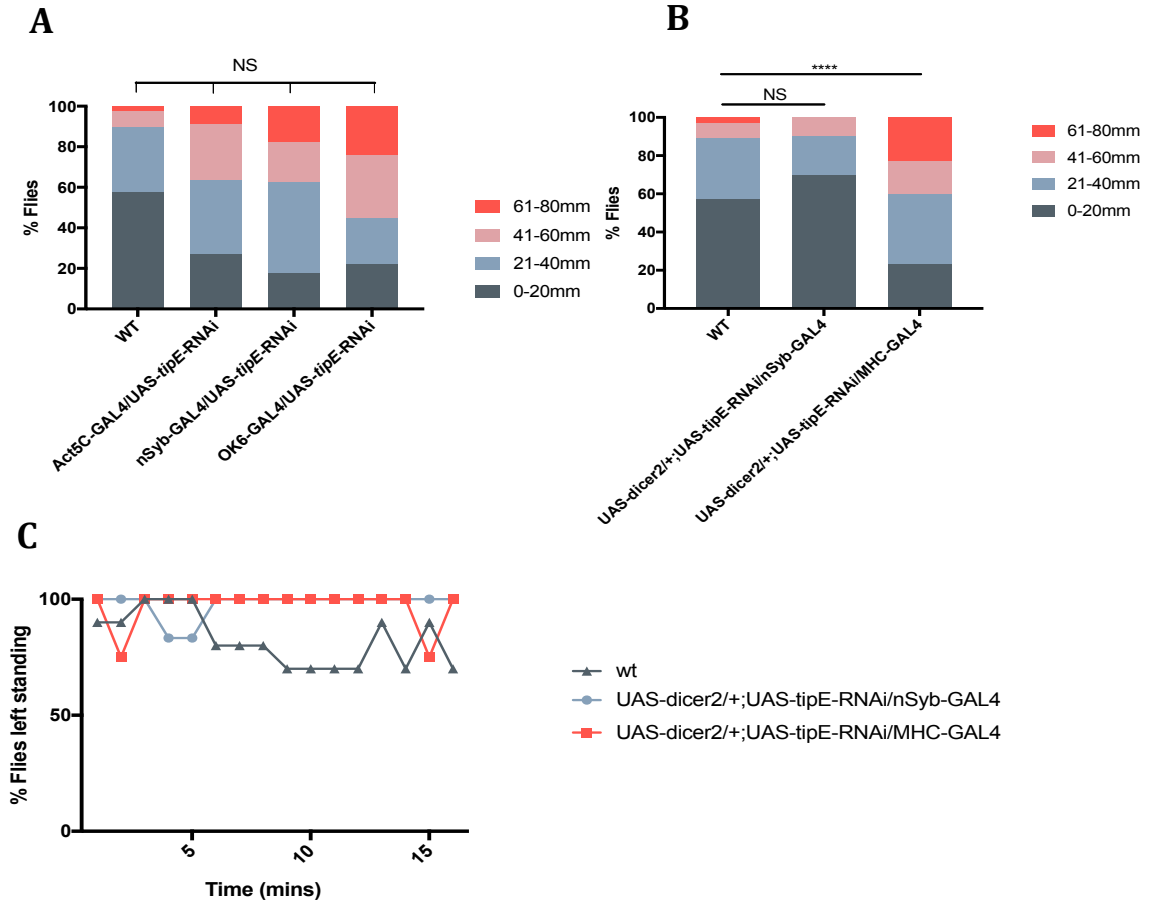 A
NS
100
80
60
40
20
0
% Flies
WT
Act5C-GAL4/UAS-tipE-RNAi
nSyb-GAL4/UAS-tipE-RNAi
OK6-GAL4/UAS-tipE-RNAi
61-80mm
41-60mm
21-40mm
0-20mm
B
****
NS
100
80
60
40
20
0
% Flies
WT
UAS-dicer2/+;UAS-tipE-RNAi/nSyb-GAL4
UAS-dicer2/+;UAS-tipE-RNAi/MHC-GAL4
61-80mm
41-60mm
21-40mm
0-20mm
C
100
50
0
% Flies left standing
5
10
15
Time (mins)
wt
UAS-dicer2/+;UAS-tipE-RNAi/nSyb-GAL4
UAS-dicer2/+;UAS-tipE-RNAi/MHC-GAL4